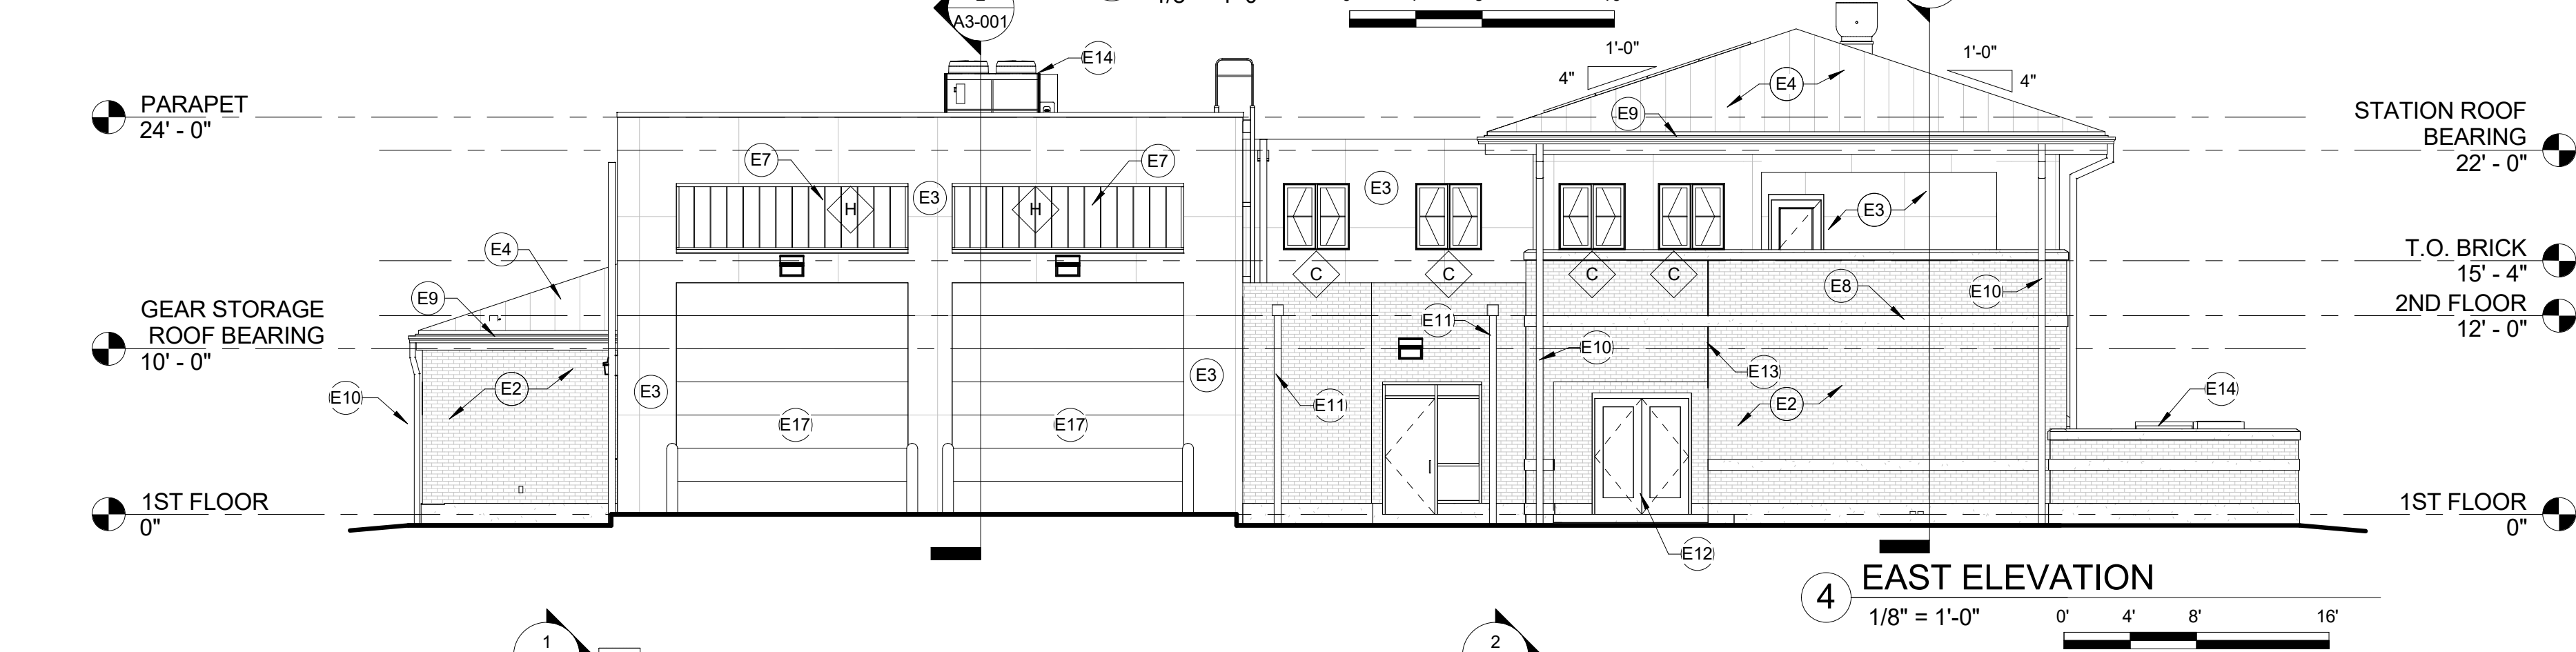 A3-001
E14
1'-0"
4"
1'-0"
4"
E4
E9
PARAPET
24' - 0"
STATION ROOF
BEARING
22' - 0"
E7
E7
E3
E3
E3
H
H
E4
E9
T.O. BRICK
15' - 4"
C
C
C
C
E8
E10
GEAR STORAGE
ROOF BEARING
10' - 0"
2ND FLOOR
12' - 0"
E11
E10
E13
E3
E3
E2
E10
E11
E2
E14
E17
E17
1ST FLOOR
0"
1ST FLOOR
0"
E12
4
EAST ELEVATION
1/8" = 1'-0"
0'
4'
8'
16'
1
2